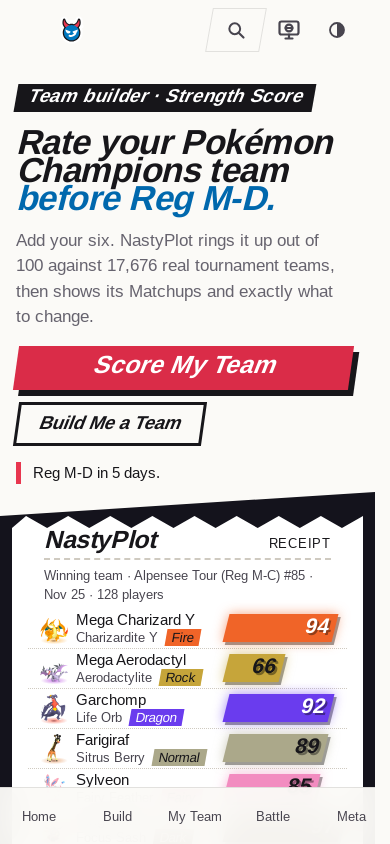 Team builder · Strength Score
Rate your Pokémon
Champions team
before Reg M-D.
Add your six. NastyPlot rings it up out of
100 against 17,676 real tournament teams,
then shows its Matchups and exactly what
to change.
Score My Team
Build Me a Team
Reg M-D in 5 days.
NastyPlot RECEIPT
Winning team · Alpensee Tour (Reg M-C) #85 ·
Nov 25 · 128 players
Mega Charizard Y
Charizardite Y Fire 94
Mega Aerodactyl
Aerodactylite Rock 66
Garchomp
Life Orb Dragon 92
Farigiraf
Sitrus Berry Normal 89
Sylveon 85
Home Build My Team Battle Meta